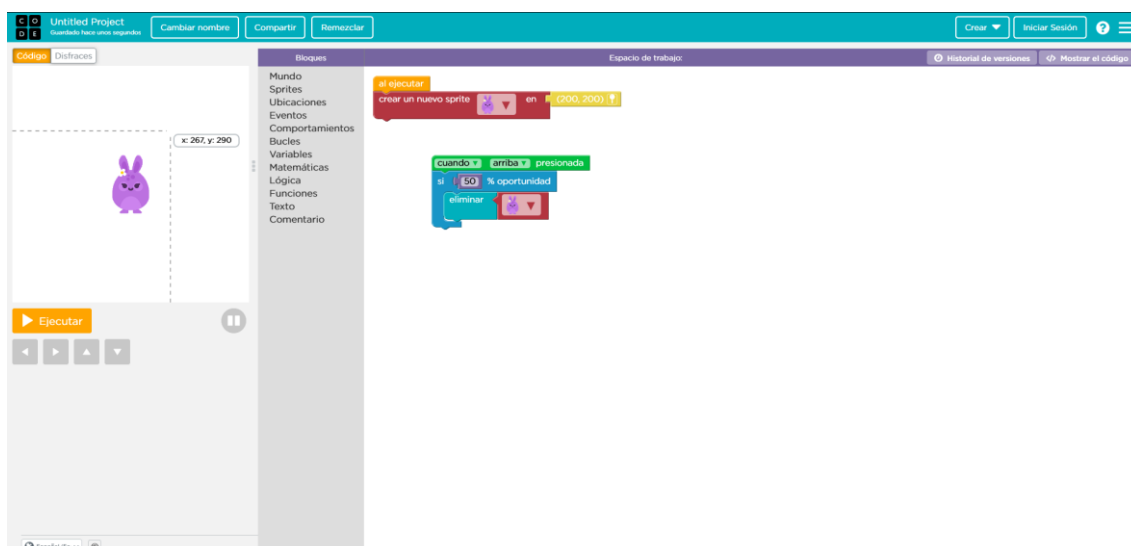 CODE
Untitled Project
Guardado hace unos segundos
Cambiar nombre
Compartir
Remezclar
Crear
Iniciar Sesión
?
Código
Disfraces
Bloques
Espacio de trabajo:
Historial de versiones
Mostrar el código
x: 267, y: 290
Mundo
Sprites
Ubicaciones
Eventos
Comportamientos
Bucles
Variables
Matemáticas
Lógica
Funciones
Texto
Comentario
al ejecutar
crear un nuevo sprite en (200, 200)
cuando arriba presionada
si 50 % oportunidad
eliminar
Ejecutar